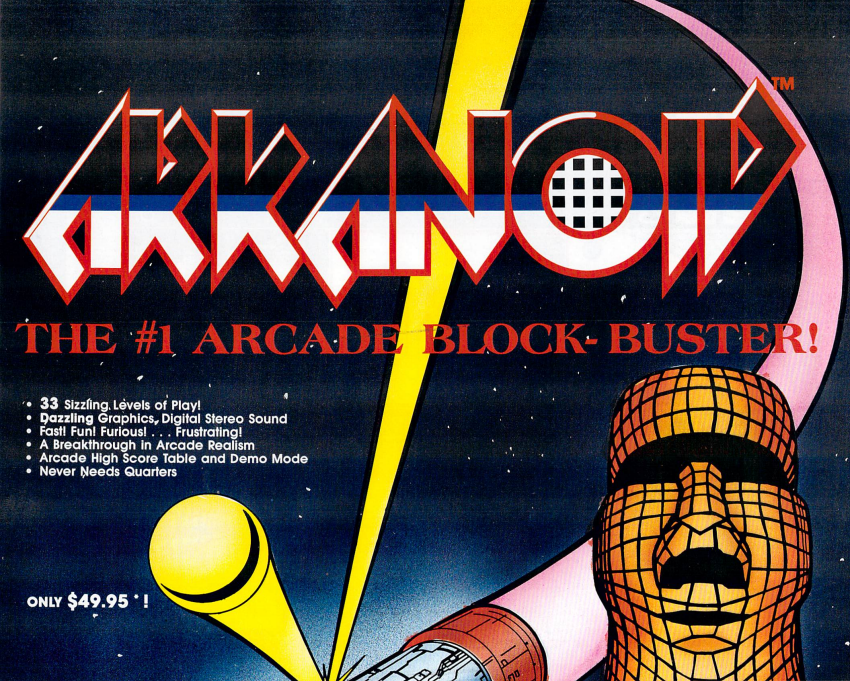 ARKANOID™
THE #1 ARCADE BLOCK-BUSTER!
• 33 Sizzling Levels of Play!
• Dazzling Graphics, Digital Stereo Sound
• Fast! Fun! Furious! . . . Frustrating!
• A Breakthrough in Arcade Realism
• Arcade High Score Table and Demo Mode
• Never Needs Quarters
ONLY $49.95*!